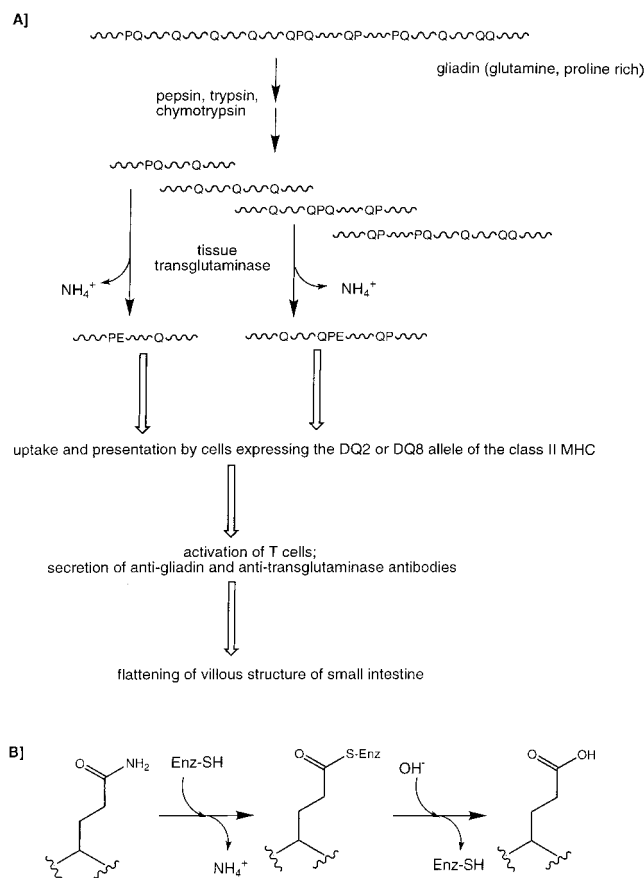 A]
PQ Q Q Q Q QPQ QP PQ Q QQ
gliadin (glutamine, proline rich)
pepsin, trypsin,
chymotrypsin
PQ Q
Q Q Q Q
Q QPQ QP
QP PQ Q QQ
tissue
transglutaminase
NH₄⁺
NH₄⁺
PE Q
Q QPE QP
uptake and presentation by cells expressing the DQ2 or DQ8 allele of the class II MHC
activation of T cells;
secretion of anti-gliadin and anti-transglutaminase antibodies
flattening of villous structure of small intestine
B]
O NH₂
Enz-SH
NH₄⁺
O S-Enz
OH⁻
Enz-SH
O OH